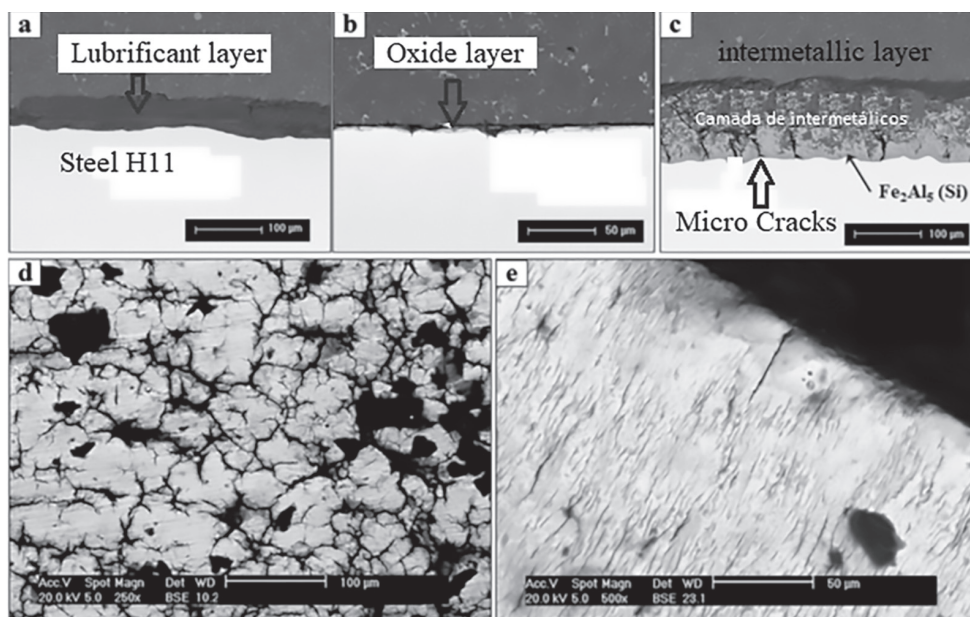 a
Lubrificant layer
Steel H11
100 µm
b
Oxide layer
50 µm
c
intermetallic layer
Camada de intermetálicos
Fe₂Al₅ (Si)
Micro Cracks
100 µm
d
Acc.V Spot Magn Det WD 100 µm
20.0 kV 5.0 250x BSE 10.2
e
Acc.V Spot Magn Det WD 50 µm
20.0 kV 5.0 500x BSE 23.1